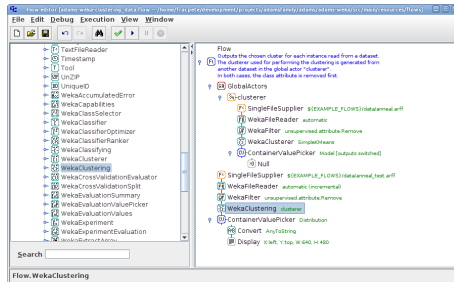 Flow editor [adams-weka-clustering_data.flow -- /home/fracpete/development/projects/adams/amdy/adams/adams-weka/src/main/resources/flows]
File Edit Debug Execution View Window
TextFileReader
Timestamp
Tool
UnZIP
UniqueID
WekaAccumulatedError
WekaCapabilities
WekaClassSelector
WekaClassifier
WekaClassifierOptimizer
WekaClassifierRanker
WekaClassifying
WekaClusterer
WekaClustering
WekaCrossValidationEvaluator
WekaCrossValidationSplit
WekaEvaluationSummary
WekaEvaluationValuePicker
WekaEvaluationValues
WekaExperiment
WekaExperimentEvaluation
WekaExtractArray
Search
Flow
Outputs the chosen cluster for each instance read from a dataset.
The clusterer used for performing the clustering is generated from
another dataset in the global actor "clusterer".
In both cases, the class attribute is removed first.
GlobalActors
clusterer
SingleFileSupplier ${EXAMPLE_FLOWS}/data/anneal.arff
WekaFileReader automatic
WekaFilter unsupervised.attribute.Remove
WekaClusterer SimpleKMeans
ContainerValuePicker Model [outputs switched]
Null
SingleFileSupplier ${EXAMPLE_FLOWS}/data/anneal_test.arff
WekaFileReader automatic (incremental)
WekaFilter unsupervised.attribute.Remove
WekaClustering clusterer
ContainerValuePicker Distribution
Convert AnyToString
Display X:left, Y:top, W:640, H:480
Flow.WekaClustering